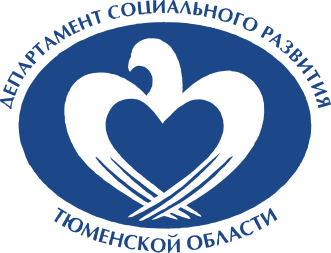 ДЕПАРТАМЕНТ СОЦИАЛЬНОГО РАЗВИТИЯ
ТЮМЕНСКОЙ ОБЛАСТИ